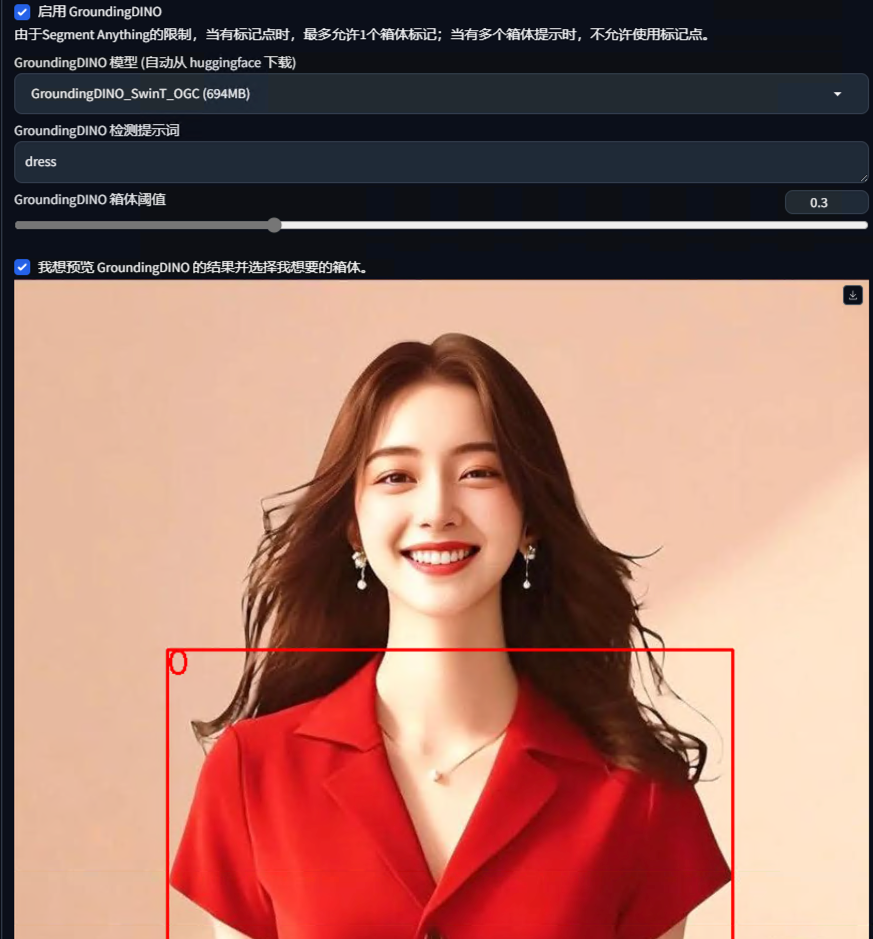 启用 GroundingDINO
由于Segment Anything的限制，当有标记点时，最多允许1个箱体标记；当有多个箱体提示时，不允许使用标记点。
GroundingDINO 模型 (自动从 huggingface 下载)
GroundingDINO_SwinT_OGC (694MB)
GroundingDINO 检测提示词
dress
GroundingDINO 箱体阈值
0.3
我想预览 GroundingDINO 的结果并选择我想要的箱体。
0